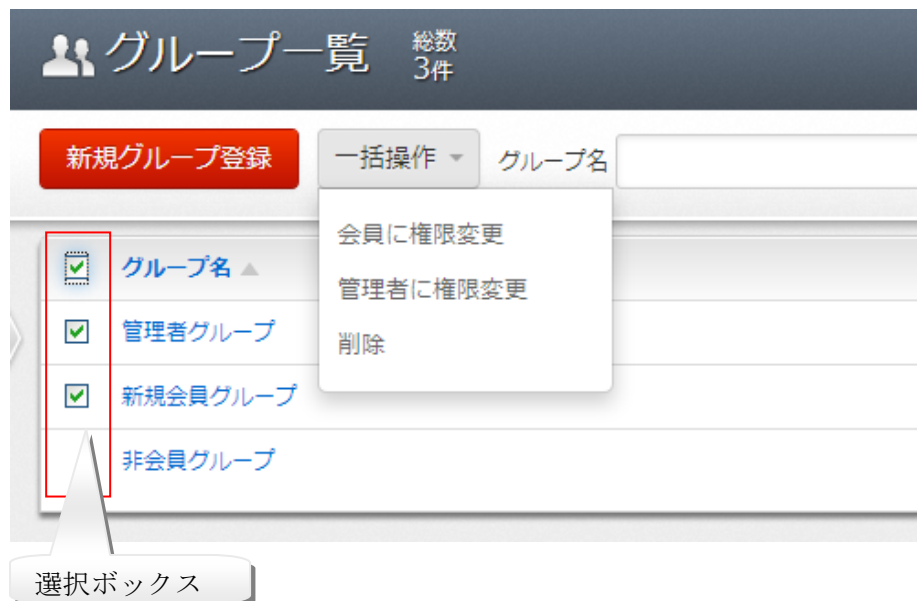 グループ一覧 総数
3件
新規グループ登録 一括操作 グループ名
会員に権限変更
管理者に権限変更
削除
グループ名
管理者グループ
新規会員グループ
非会員グループ
選択ボックス